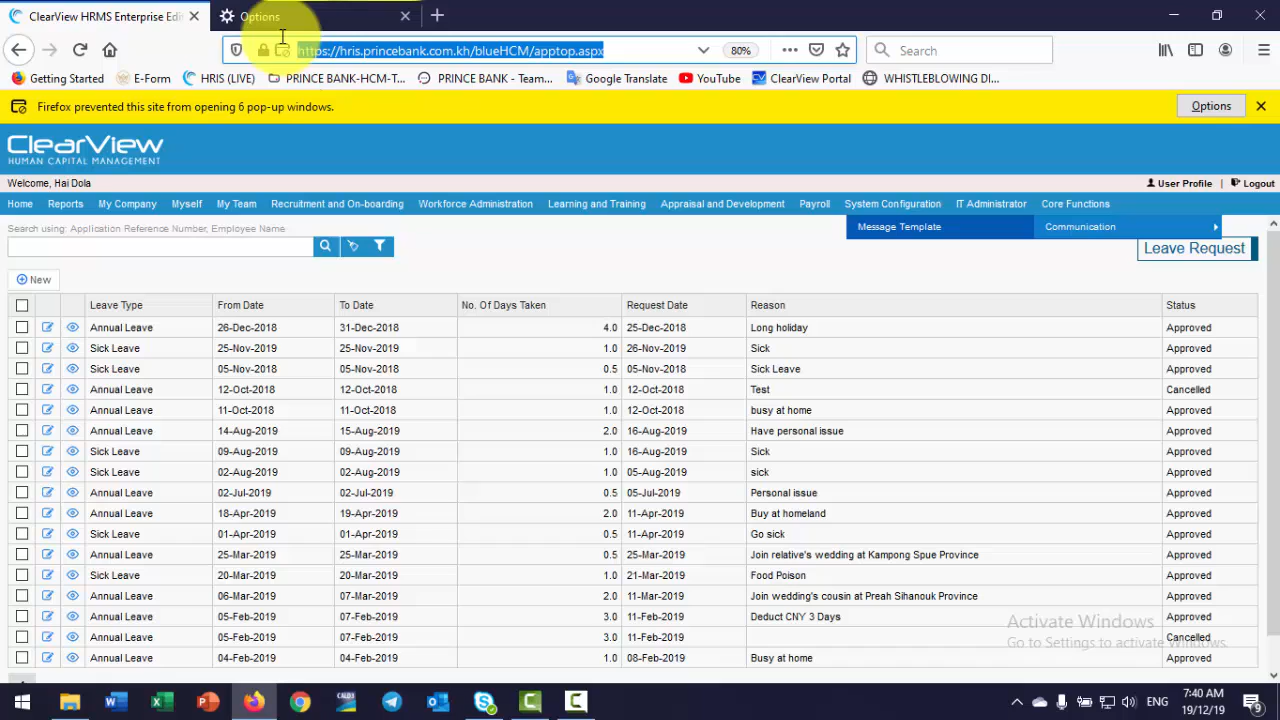 ClearView HRMS Enterprise Edi
Options
https://hris.princebank.com.kh/blueHCM/apptop.aspx
80%
Search
Getting Started
E-Form
HRIS (LIVE)
PRINCE BANK-HCM-T...
PRINCE BANK - Team...
Google Translate
YouTube
ClearView Portal
WHISTLEBLOWING DI...
Firefox prevented this site from opening 6 pop-up windows.
Options
ClearView
HUMAN CAPITAL MANAGEMENT
Welcome, Hai Dola
User Profile
Logout
Home Reports My Company Myself My Team Recruitment and On-boarding Workforce Administration Learning and Training Appraisal and Development Payroll System Configuration IT Administrator Core Functions
Message Template
Communication
Search using: Application Reference Number, Employee Name
Leave Request
New
Leave Type From Date To Date No. Of Days Taken Request Date Reason Status
Annual Leave 26-Dec-2018 31-Dec-2018 4.0 25-Dec-2018 Long holiday Approved
Sick Leave 25-Nov-2019 25-Nov-2019 1.0 26-Nov-2019 Sick Approved
Sick Leave 05-Nov-2018 05-Nov-2018 0.5 05-Nov-2018 Sick Leave Approved
Annual Leave 12-Oct-2018 12-Oct-2018 1.0 12-Oct-2018 Test Cancelled
Annual Leave 11-Oct-2018 11-Oct-2018 1.0 12-Oct-2018 busy at home Approved
Annual Leave 14-Aug-2019 15-Aug-2019 2.0 16-Aug-2019 Have personal issue Approved
Sick Leave 09-Aug-2019 09-Aug-2019 1.0 16-Aug-2019 Sick Approved
Sick Leave 02-Aug-2019 02-Aug-2019 1.0 05-Aug-2019 sick Approved
Annual Leave 02-Jul-2019 02-Jul-2019 0.5 05-Jul-2019 Personal issue Approved
Annual Leave 18-Apr-2019 19-Apr-2019 2.0 11-Apr-2019 Buy at homeland Approved
Sick Leave 01-Apr-2019 01-Apr-2019 0.5 11-Apr-2019 Go sick Approved
Annual Leave 25-Mar-2019 25-Mar-2019 0.5 25-Mar-2019 Join relative's wedding at Kampong Spue Province Approved
Sick Leave 20-Mar-2019 20-Mar-2019 1.0 21-Mar-2019 Food Poison Approved
Annual Leave 06-Mar-2019 07-Mar-2019 2.0 11-Mar-2019 Join wedding's cousin at Preah Sihanouk Province Approved
Annual Leave 05-Feb-2019 07-Feb-2019 3.0 11-Feb-2019 Deduct CNY 3 Days Approved
Annual Leave 05-Feb-2019 07-Feb-2019 3.0 11-Feb-2019 Cancelled
Annual Leave 04-Feb-2019 04-Feb-2019 1.0 08-Feb-2019 Busy at home Approved
Activate Windows
Go to Settings to activate Windows.
CALD3
ENG
7:40 AM
19/12/19
9